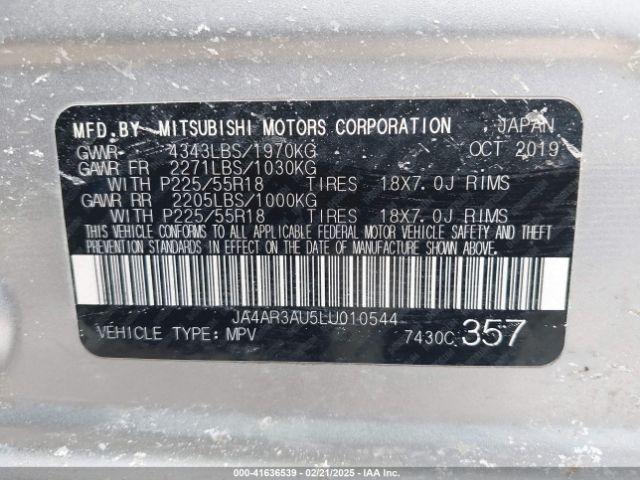 MFD.BY MITSUBISHI MOTORS CORPORATION JAPAN
GVWR 4343LBS/1970KG OCT 2019
GAWR FR 2271LBS/1030KG
WITH P225/55R18 TIRES 18X7.0J RIMS
GAWR RR 2205LBS/1000KG
WITH P225/55R18 TIRES 18X7.0J RIMS
THIS VEHICLE CONFORMS TO ALL APPLICABLE FEDERAL MOTOR VEHICLE SAFETY AND THEFT
PREVENTION STANDARDS IN EFFECT ON THE DATE OF MANUFACTURE SHOWN ABOVE.
JA4AR3AU5LU010544
VEHICLE TYPE: MPV 7430C 357
000-41636539 - 02/21/2025 - IAAI.COM